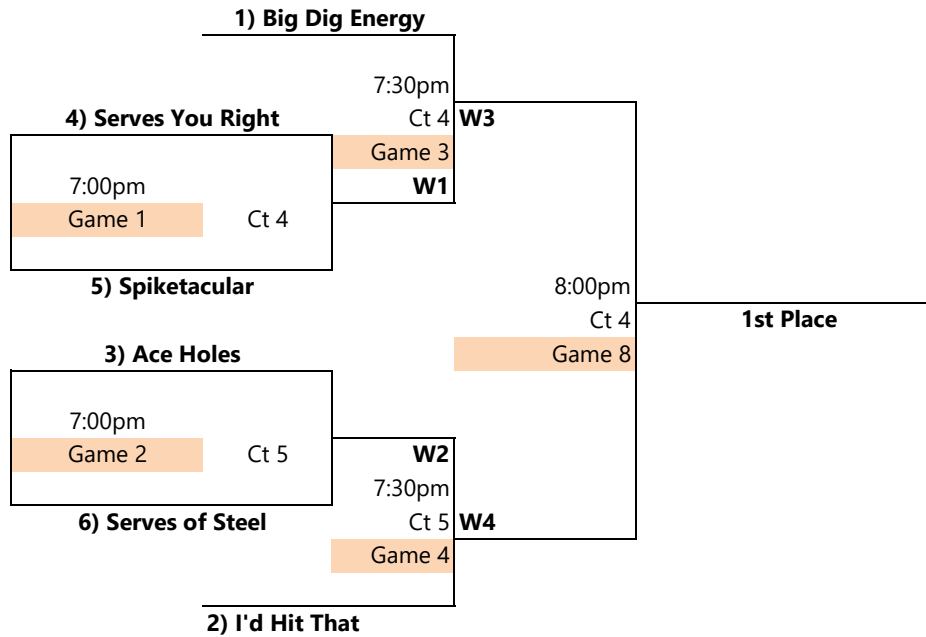 1) Big Dig Energy
7:30pm
4) Serves You Right
Ct 4
W3
Game 3
7:00pm
W1
Game 1
Ct 4
5) Spiketacular
8:00pm
Ct 4
1st Place
3) Ace Holes
Game 8
7:00pm
Game 2
Ct 5
W2
7:30pm
6) Serves of Steel
Ct 5
W4
Game 4
2) I'd Hit That